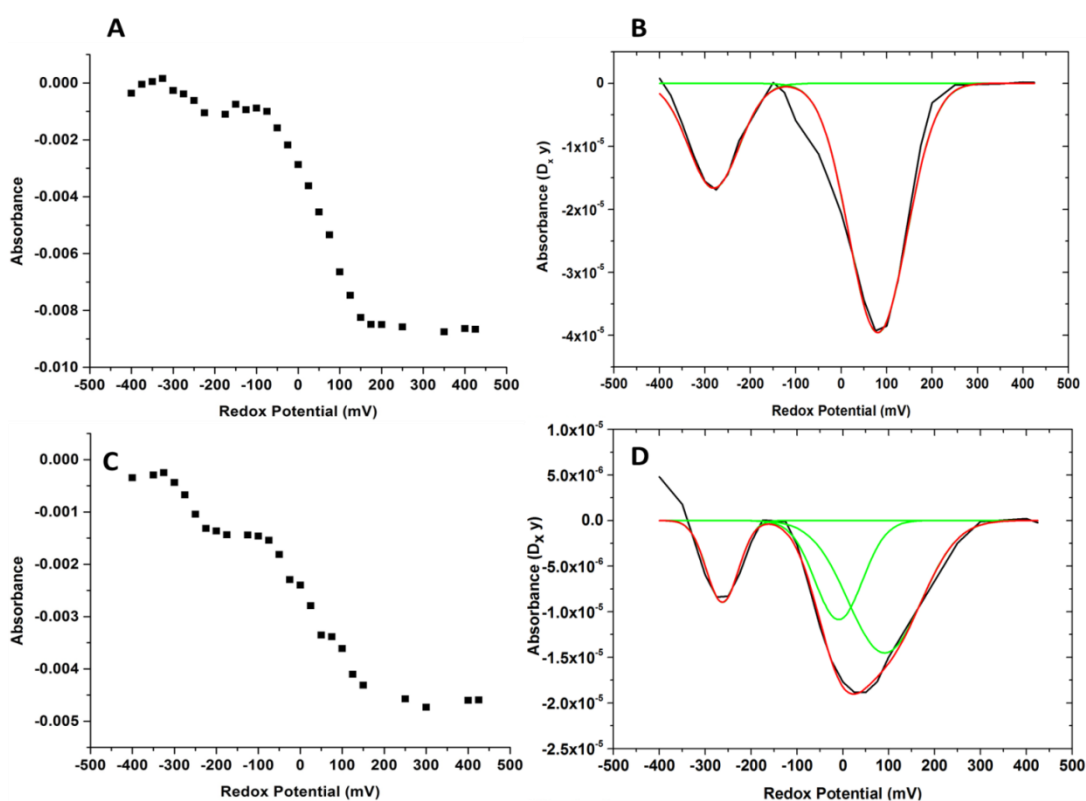 A
0.000
-0.002
-0.004
-0.006
-0.008
-0.010
Absorbance
-500 -400 -300 -200 -100 0 100 200 300 400 500
Redox Potential (mV)
B
0
-1x10⁻⁵
-2x10⁻⁵
-3x10⁻⁵
-4x10⁻⁵
Absorbance (Dₓ y)
-500 -400 -300 -200 -100 0 100 200 300 400 500
Redox Potential (mV)
C
0.000
-0.001
-0.002
-0.003
-0.004
-0.005
Absorbance
-500 -400 -300 -200 -100 0 100 200 300 400 500
Redox Potential (mV)
D
1.0x10⁻⁵
5.0x10⁻⁶
0.0
-5.0x10⁻⁶
-1.0x10⁻⁵
-1.5x10⁻⁵
-2.0x10⁻⁵
-2.5x10⁻⁵
Absorbance (Dₓ y)
-500 -400 -300 -200 -100 0 100 200 300 400 500
Redox Potential (mV)